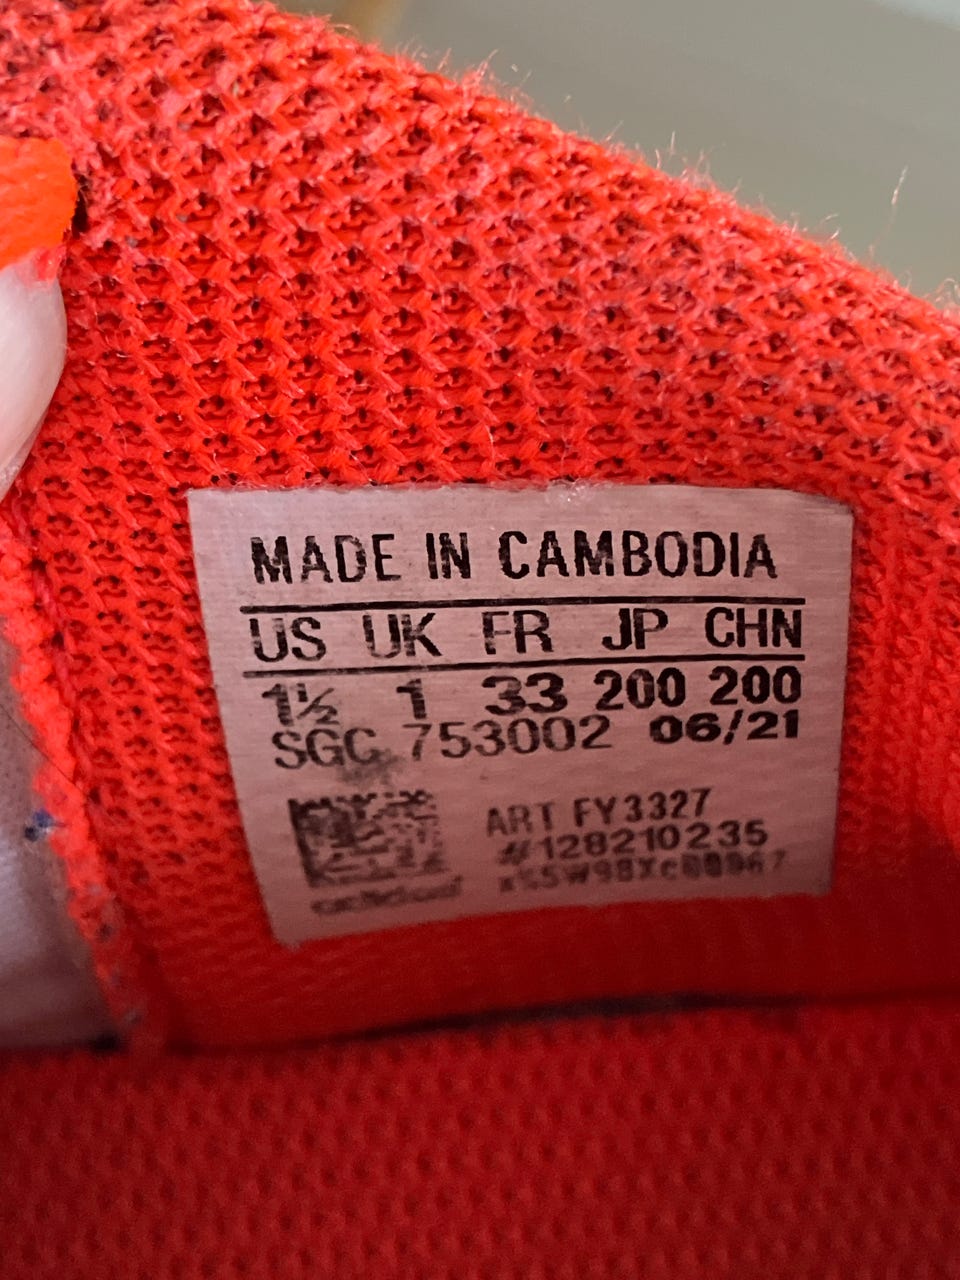 MADE IN CAMBODIA
US UK FR JP CHN
1½ 1 33 200 200
SGC 753002 06/21
ART FY3327
#128210235